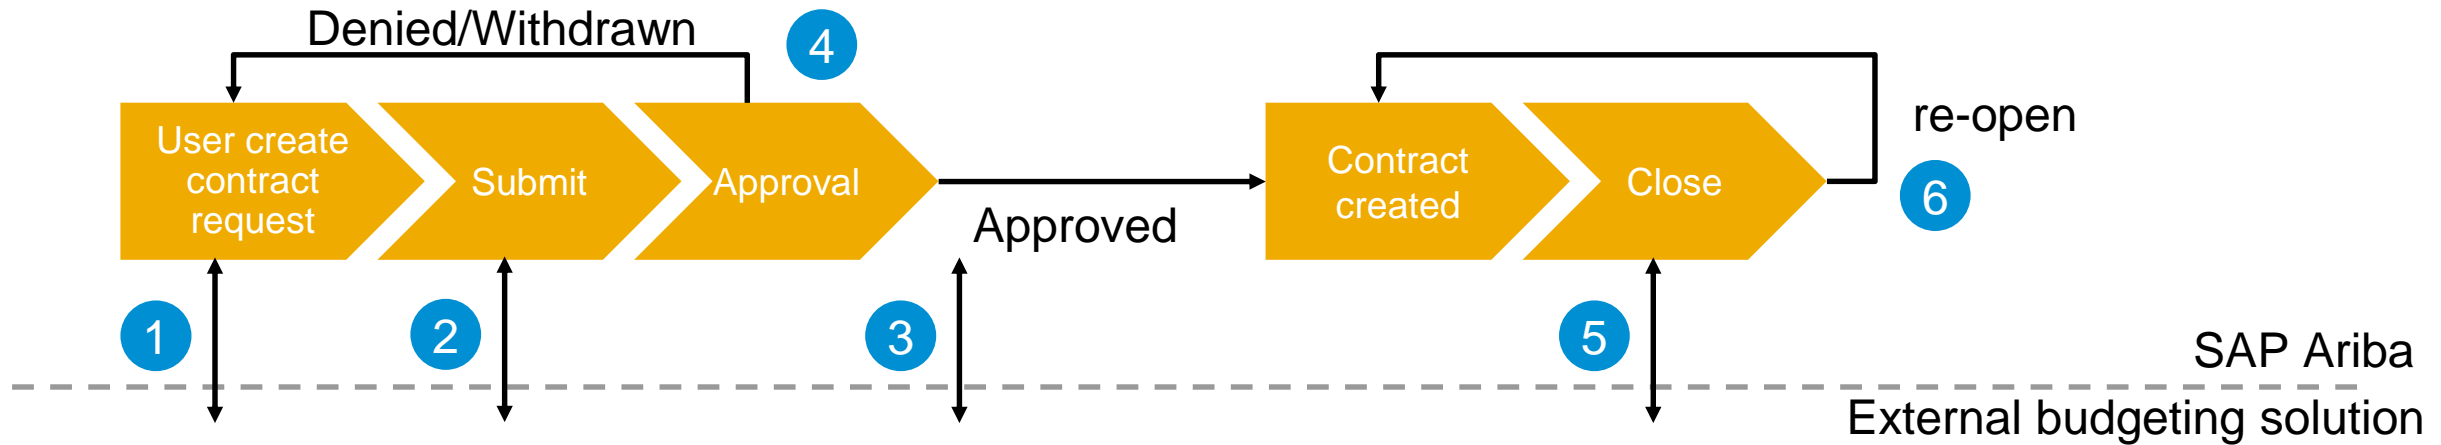 Denied/Withdrawn
4
User create
contract
request
Submit
Approval
Approved
Contract
created
Close
re-open
6
1
2
3
5
SAP Ariba
External budgeting solution